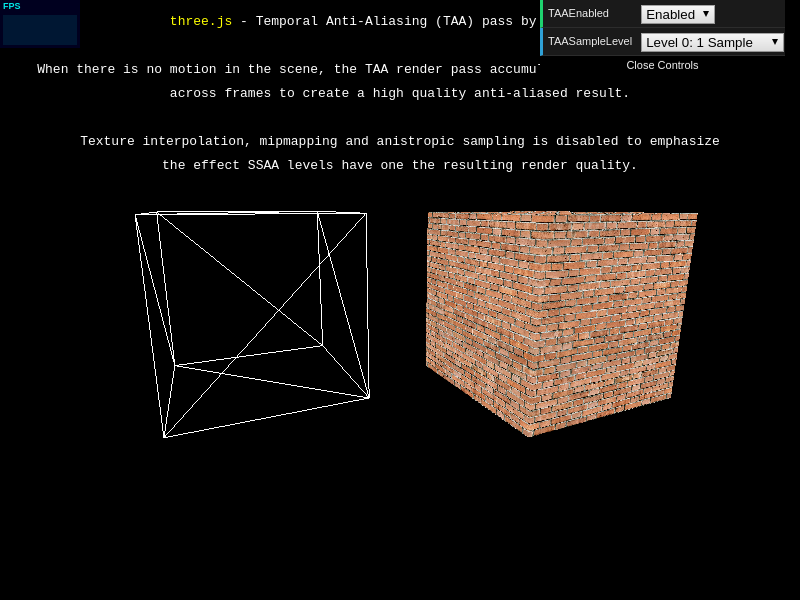 FPS
three.js - Temporal Anti-Aliasing (TAA) pass by
TAAEnabled Enabled
TAASampleLevel Level 0: 1 Sample
Close Controls
When there is no motion in the scene, the TAA render pass
across frames to create a high quality anti-aliased result.
Texture interpolation, mipmapping and anistropic sampling is disabled to emphasize
the effect SSAA levels have one the resulting render quality.